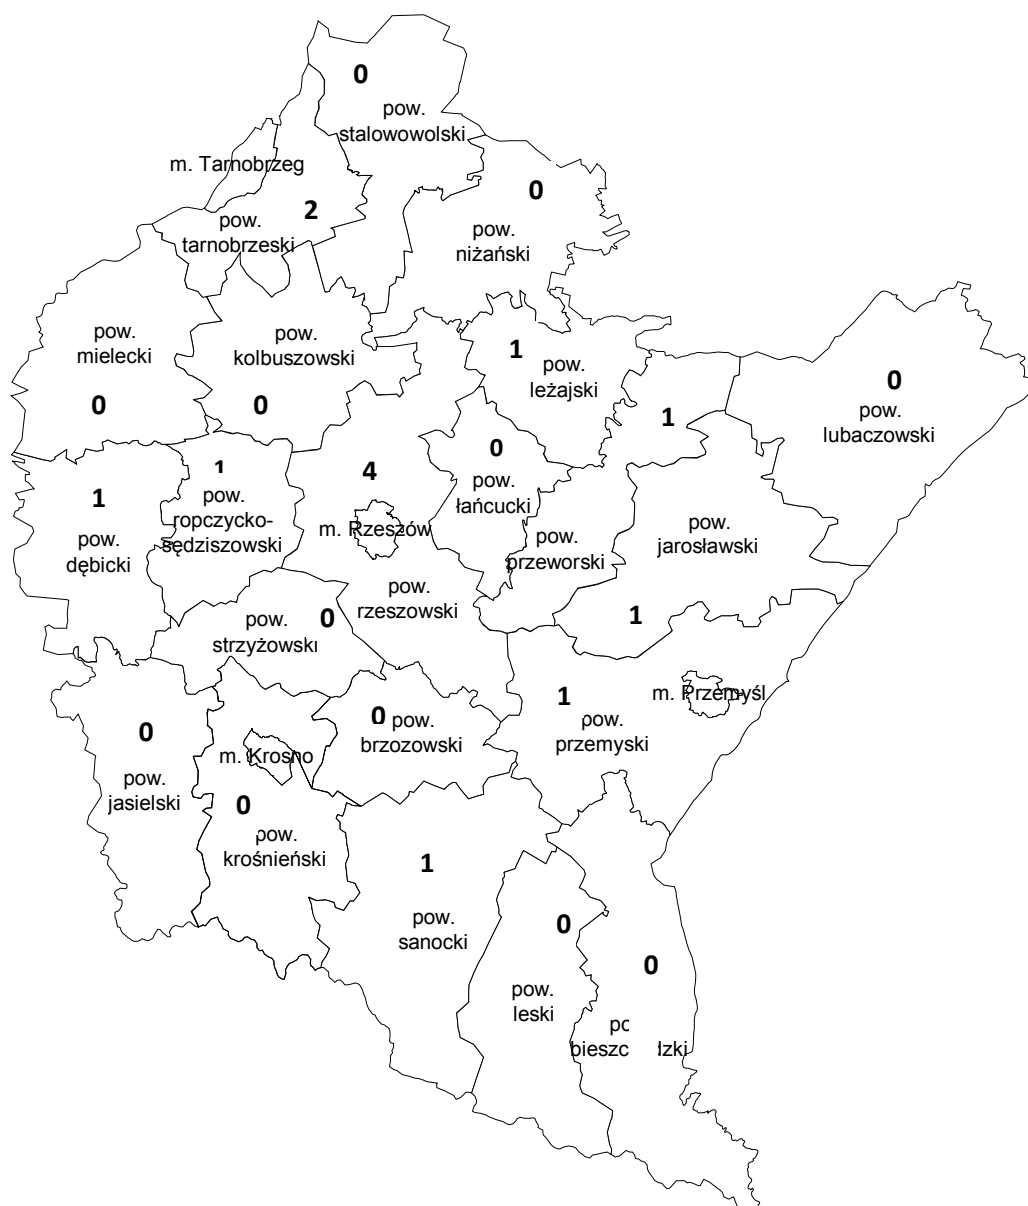 0
pow.
stalowowolski
m. Tarnobrzeg
0
2
pow.
tarnobrzeski
pow.
niżański
pow.
mielecki
0
pow.
kolbuszowski
0
1
pow.
leżajski
0
pow.
lubaczowski
1
1
pow.
dębicki
1
pow.
ropczycko-
sędziszowski
4
m. Rzeszów
pow.
rzeszowski
0
pow.
łańcucki
pow.
przeworski
pow.
jarosławski
1
0
pow.
strzyżowski
1
m. Przemyśl
pow.
przemyski
0
pow.
jasielski
m. Krosno
0
pow.
krośnieński
0
pow.
brzozowski
1
pow.
sanocki
0
pow.
leski
0